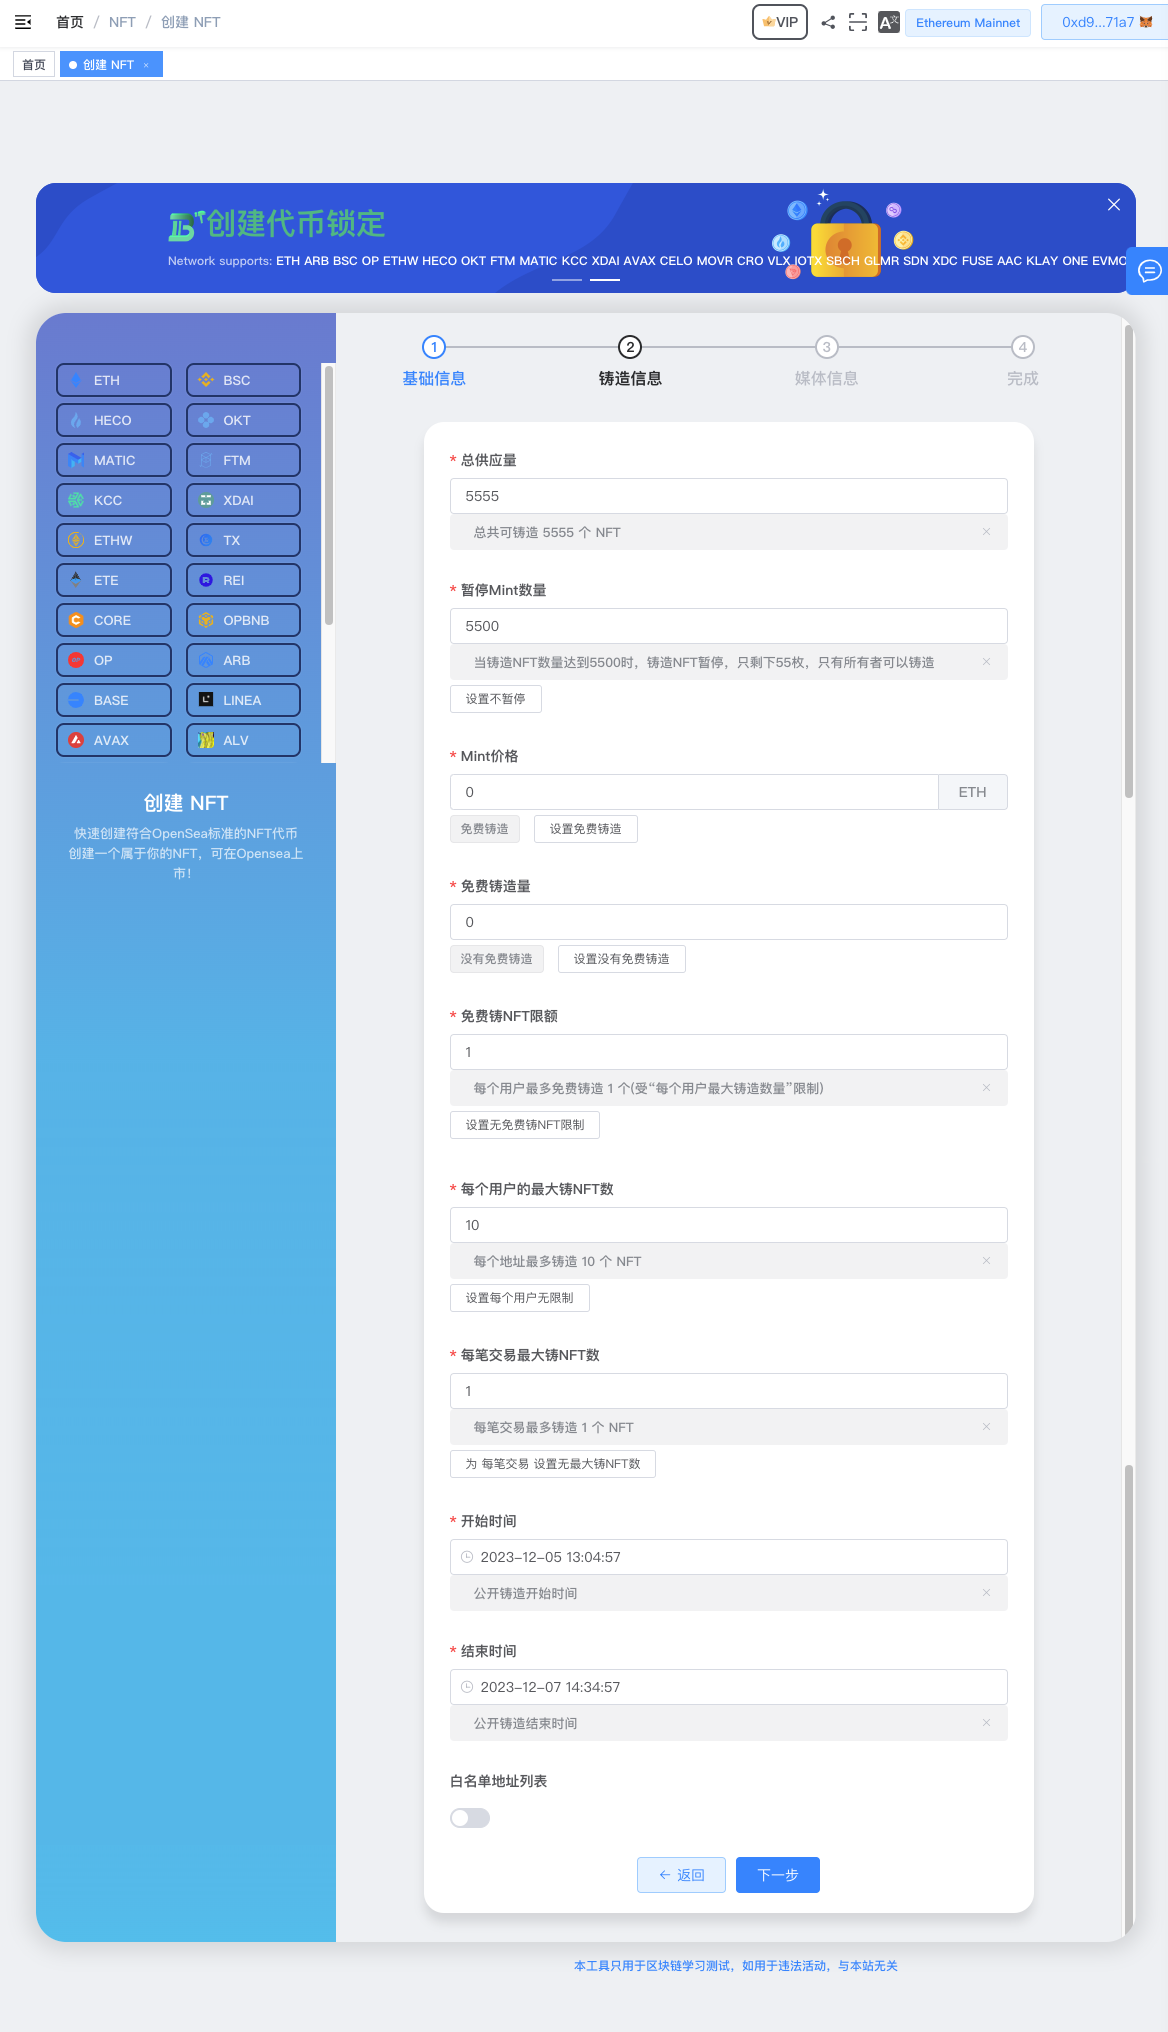 首页 / NFT / 创建 NFT
VIP
Ethereum Mainnet
0xd9...71a7
首页
创建 NFT ×
创建代币锁定
Network supports: ETH ARB BSC OP ETHW HECO OKT FTM MATIC KCC XDAI AVAX CELO MOVR CRO VLX IOTX SBCH GLMR SDN XDC FUSE AAC KLAY ONE EVMO
ETH
BSC
HECO
OKT
MATIC
FTM
KCC
XDAI
ETHW
TX
ETE
REI
CORE
OPBNB
OP
ARB
BASE
LINEA
AVAX
ALV
创建 NFT
快速创建符合OpenSea标准的NFT代币
创建一个属于你的NFT，可在Opensea上
市！
1
基础信息
2
铸造信息
3
媒体信息
4
完成
* 总供应量
5555
总共可铸造 5555 个 NFT
* 暂停Mint数量
5500
当铸造NFT数量达到5500时，铸造NFT暂停，只剩下55枚，只有所有者可以铸造
设置不暂停
* Mint价格
0
ETH
免费铸造
设置免费铸造
* 免费铸造量
0
没有免费铸造
设置没有免费铸造
* 免费铸NFT限额
1
每个用户最多免费铸造 1 个(受“每个用户最大铸造数量”限制)
设置无免费铸NFT限制
* 每个用户的最大铸NFT数
10
每个地址最多铸造 10 个 NFT
设置每个用户无限制
* 每笔交易最大铸NFT数
1
每笔交易最多铸造 1 个 NFT
为 每笔交易 设置无最大铸NFT数
* 开始时间
2023-12-05 13:04:57
公开铸造开始时间
* 结束时间
2023-12-07 14:34:57
公开铸造结束时间
白名单地址列表
← 返回
下一步
本工具只用于区块链学习测试，如用于违法活动，与本站无关